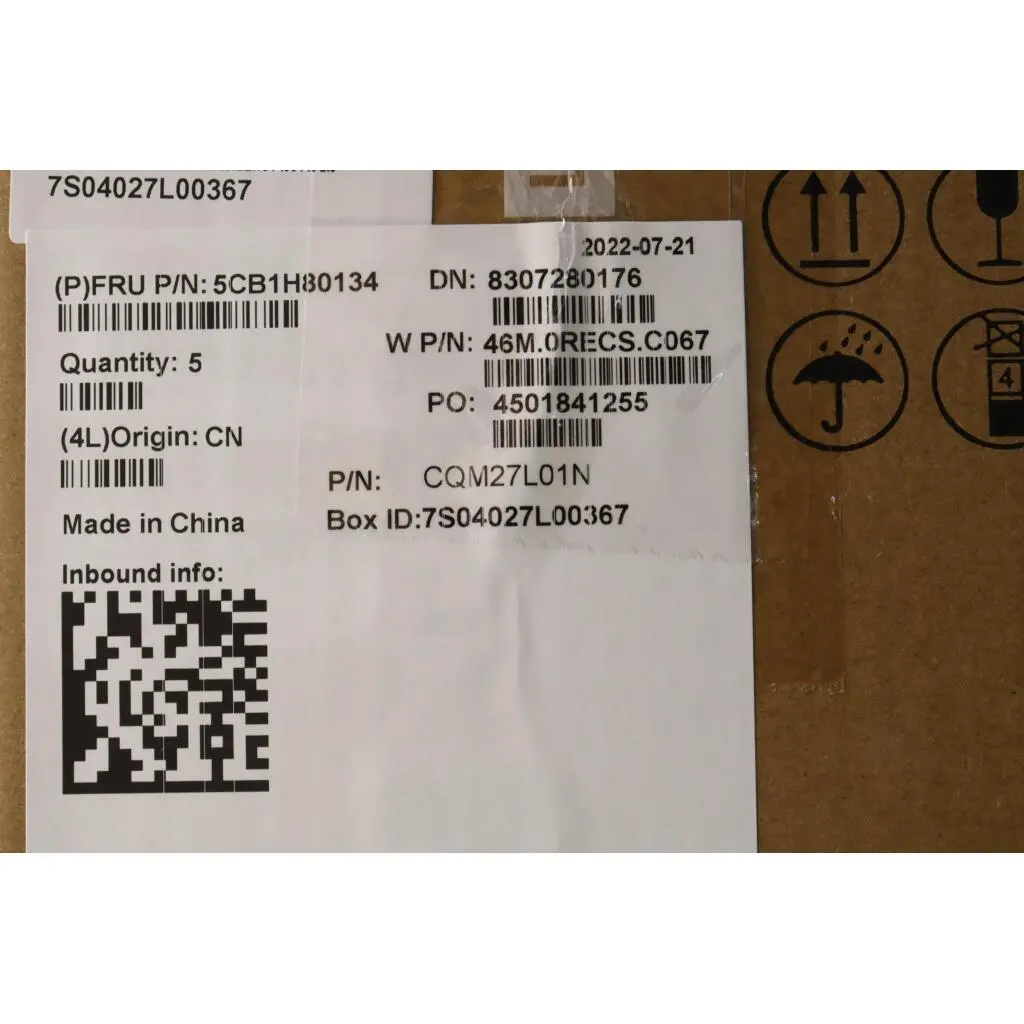 7S04027L00367
2022-07-21
(P)FRU P/N: 5CB1H80134
DN: 8307280176
W P/N: 46M.0RECS.C067
Quantity: 5
PO: 4501841255
(4L)Origin: CN
P/N: CQM27L01N
Made in China
Box ID:7S04027L00367
Inbound info:
4